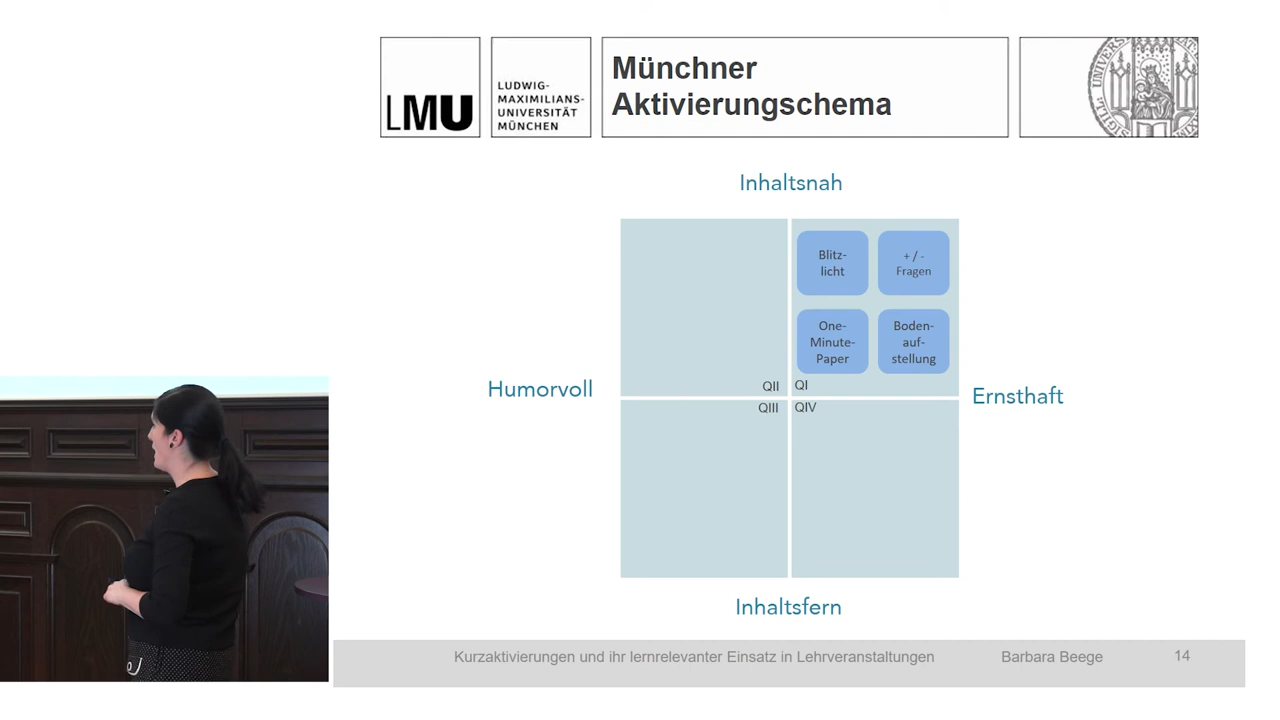 LMU
LUDWIG-
MAXIMILIANS-
UNIVERSITÄT
MÜNCHEN
Münchner
Aktivierungschema
Inhaltsnah
Blitz-
licht
+ / -
Fragen
One-
Minute-
Paper
Boden-
auf-
stellung
QII
QI
Humorvoll
Ernsthaft
QIII
QIV
Inhaltsfern
Kurzaktivierungen und ihr lernrelevanter Einsatz in Lehrveranstaltungen
Barbara Beege
14